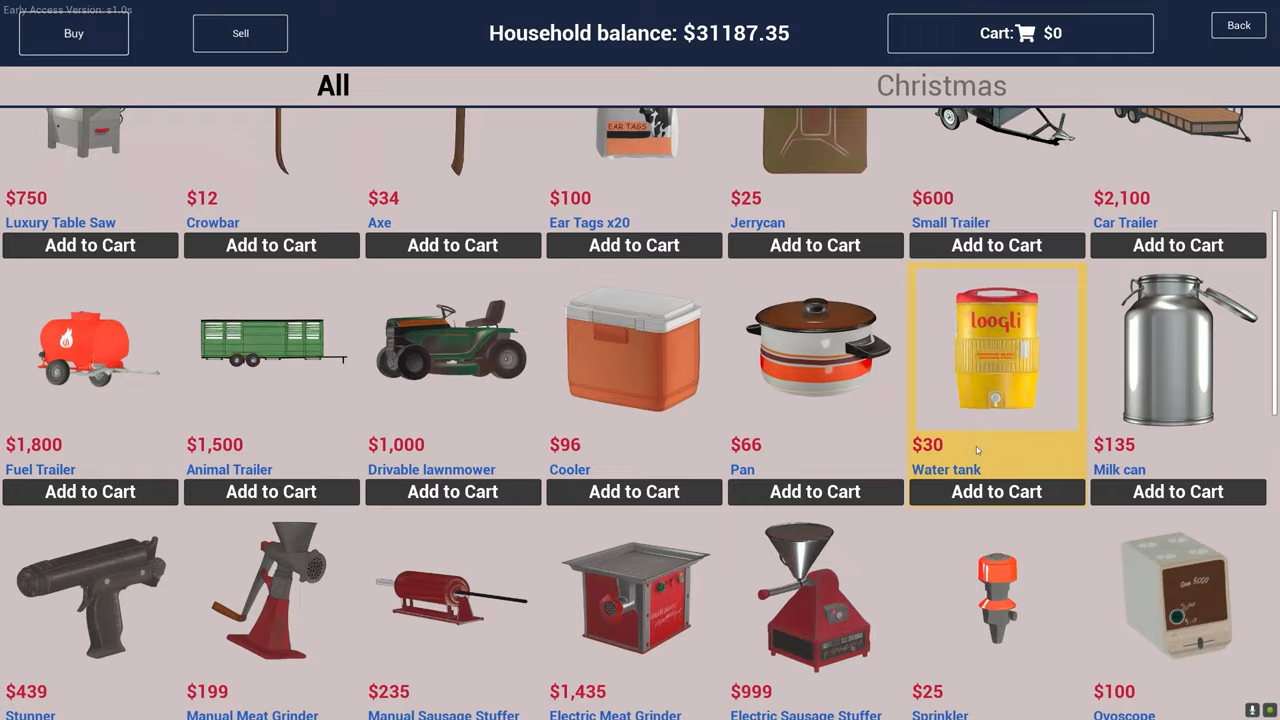 Early Access Version: s1.0s
Buy
Sell
Household balance: $31187.35
Cart: $0
Back
All
Christmas
EAR TAGS
$750
$12
$34
$100
$25
$600
$2,100
Luxury Table Saw
Crowbar
Axe
Ear Tags x20
Jerrycan
Small Trailer
Car Trailer
Add to Cart
Add to Cart
Add to Cart
Add to Cart
Add to Cart
Add to Cart
Add to Cart
loogli
$1,800
$1,500
$1,000
$96
$66
$30
$135
Fuel Trailer
Animal Trailer
Drivable lawnmower
Cooler
Pan
Water tank
Milk can
Add to Cart
Add to Cart
Add to Cart
Add to Cart
Add to Cart
Add to Cart
Add to Cart
$439
$199
$235
$1,435
$999
$25
$100
Stunner
Manual Meat Grinder
Manual Sausage Stuffer
Electric Meat Grinder
Electric Sausage Stuffer
Sprinkler
Ovoscope